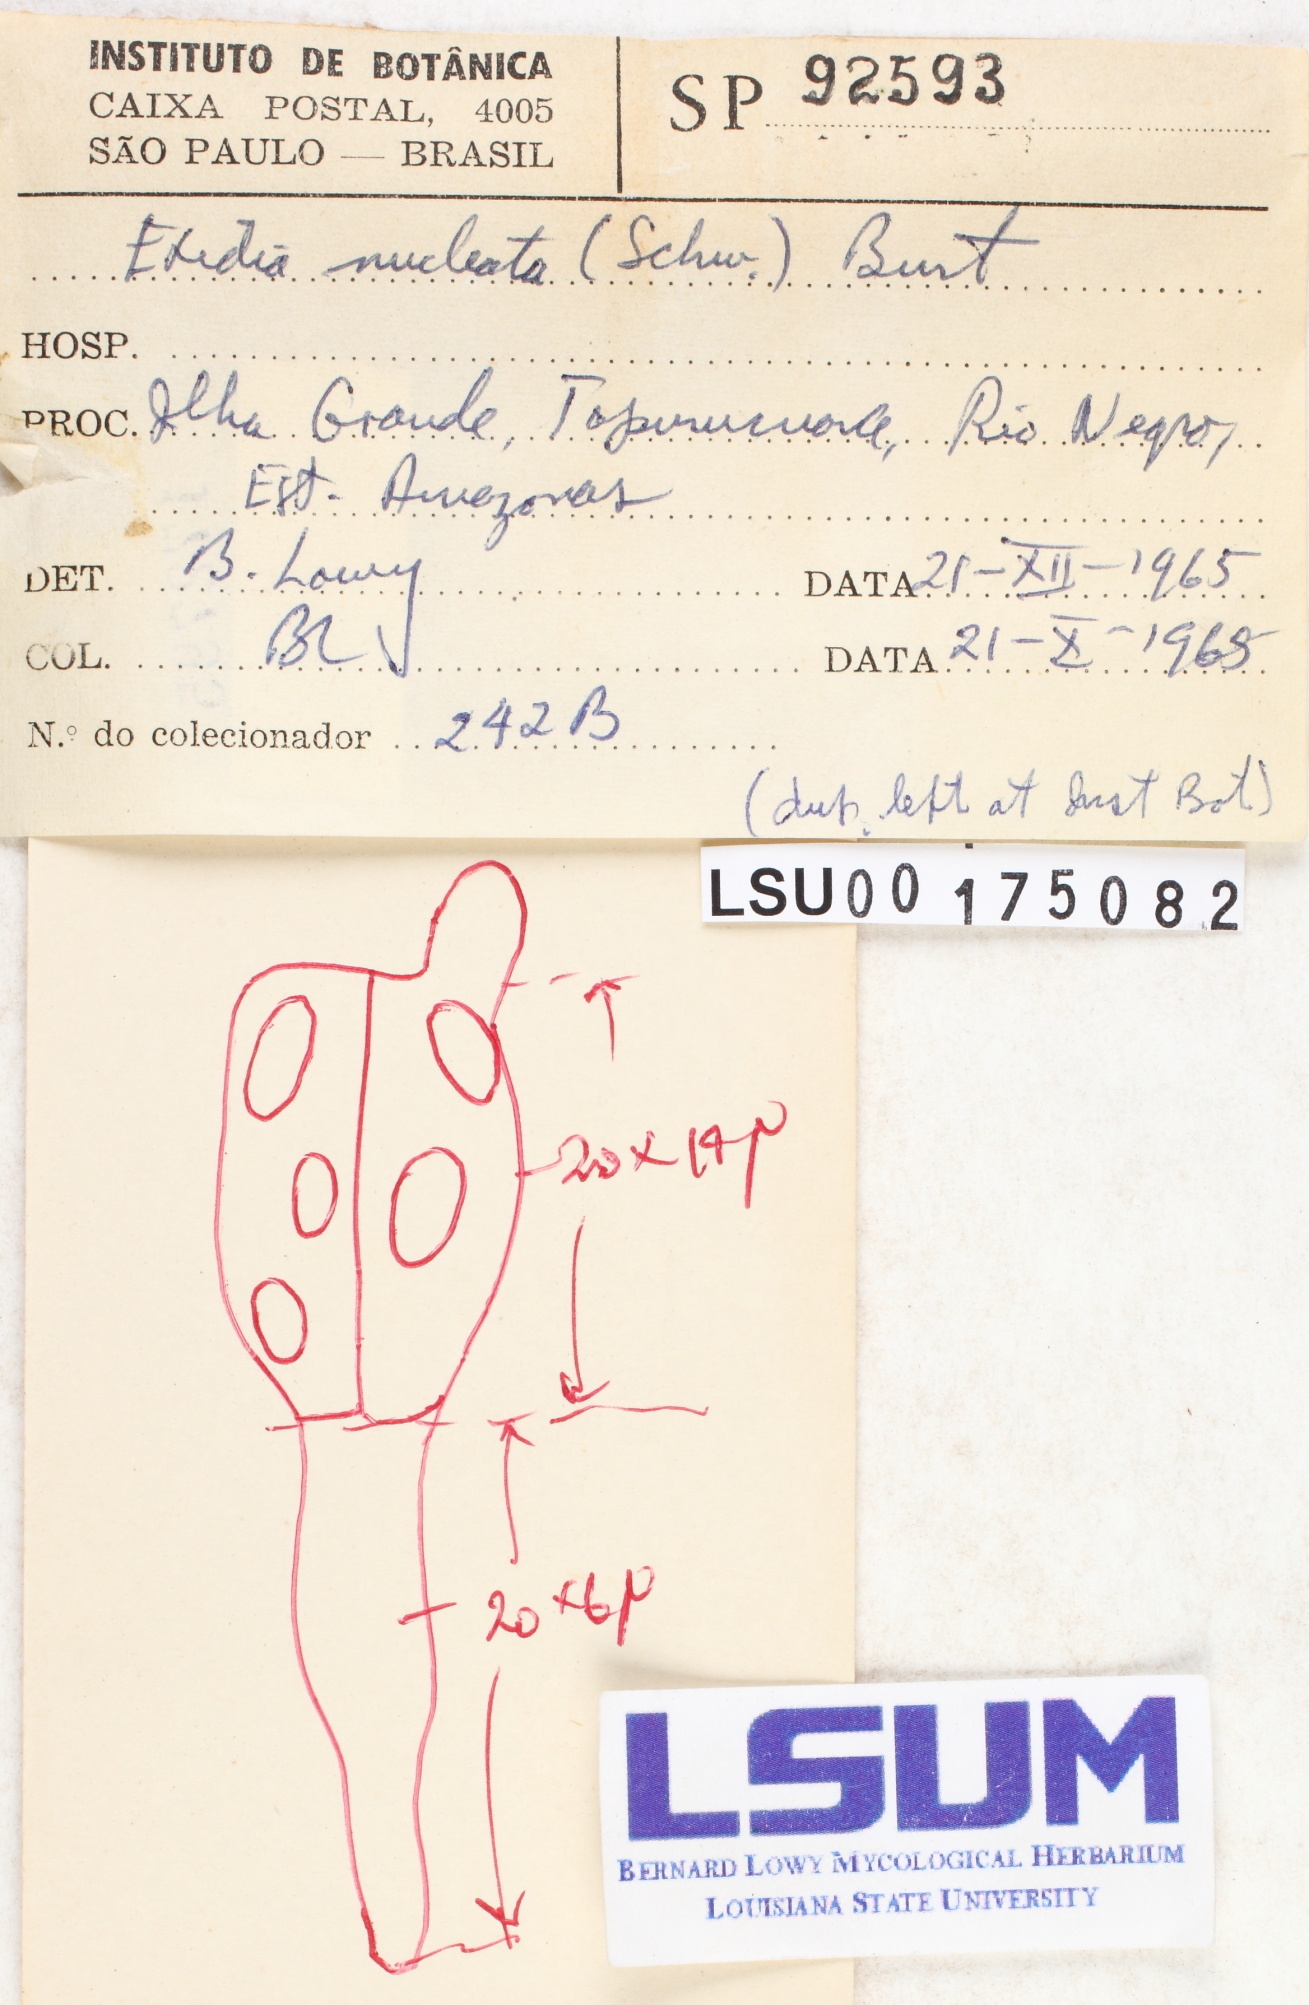 INSTITUTO DE BOTÂNICA
CAIXA POSTAL, 4005
SÃO PAULO — BRASIL
SP 92593
Exidia nucleata (Schw.) Burt
HOSP.
PROC. Ilha Grande, Tapurucuara, Rio Negro,
Est. Amazonas
DET. B. Lowy DATA 21-XII-1965
COL. BL DATA 21-X-1965
N.º do colecionador 242B
(dup. left at Inst Bot)
LSU00175082
20 x 14 μ
20 x 6 μ
LSUM
BERNARD LOWY MYCOLOGICAL HERBARIUM
LOUISIANA STATE UNIVERSITY